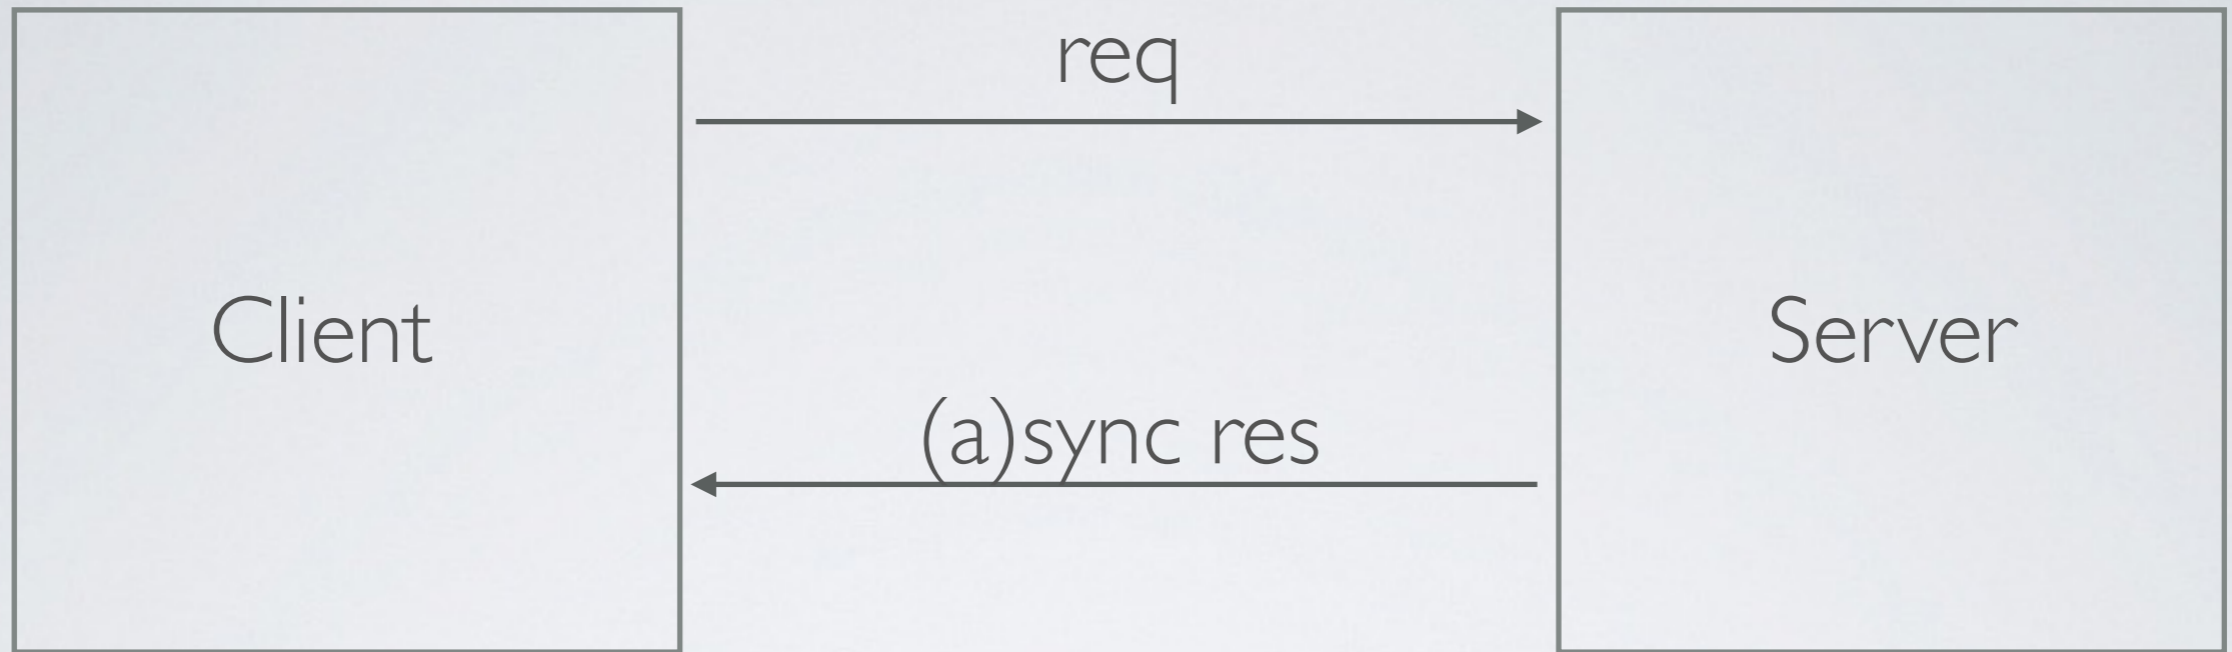 req
Client
Server
(a)sync res